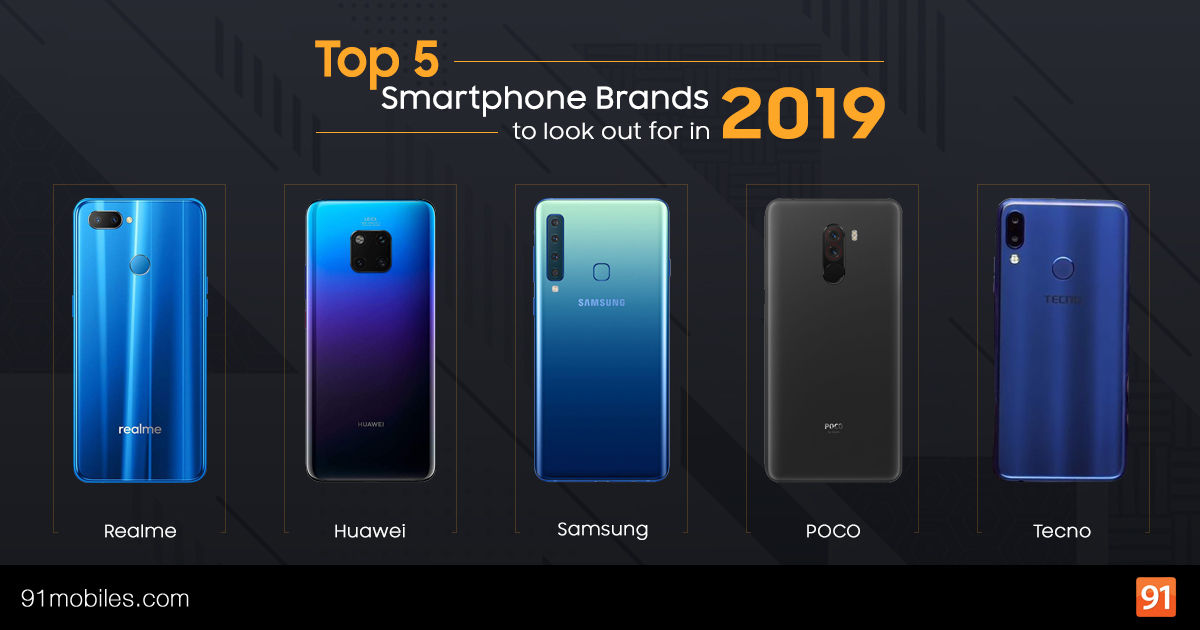 Top 5
Smartphone Brands
to look out for in 2019
realme
HUAWEI
SAMSUNG
POCO
TECNO
Realme
Huawei
Samsung
POCO
Tecno
91mobiles.com
91